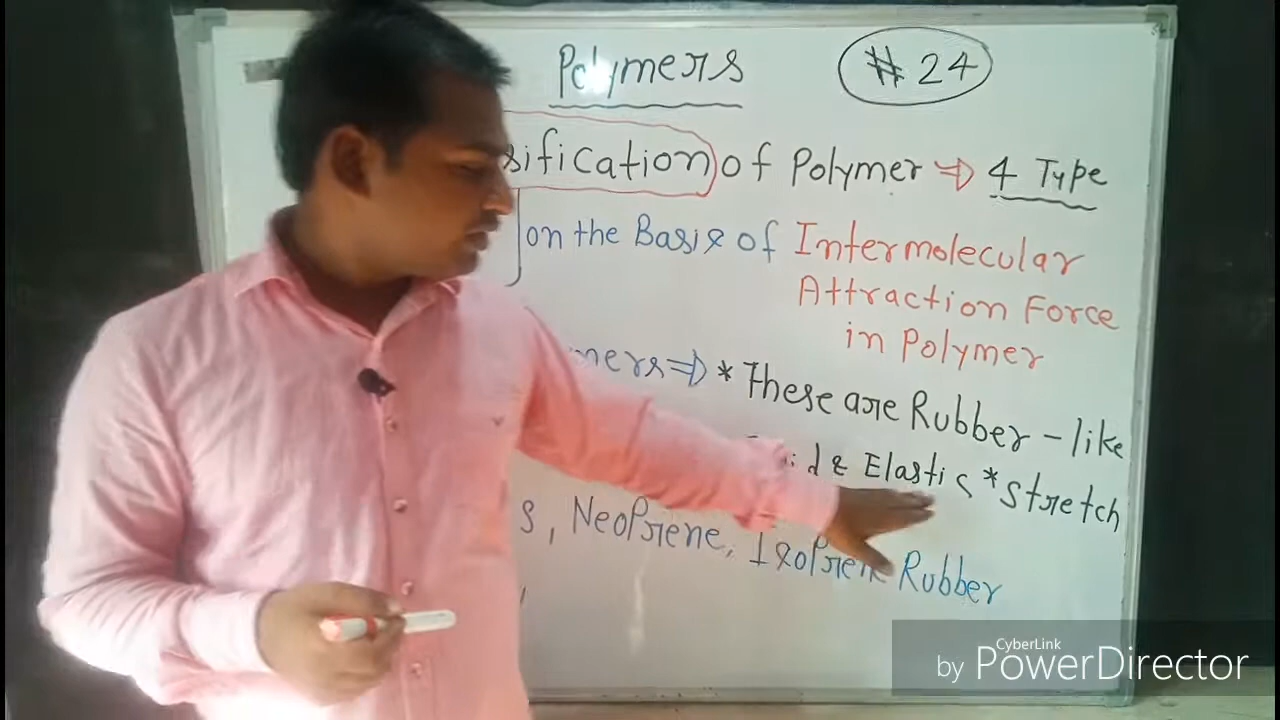 Polymers
# 24
sification of Polymer ⇒ 4 Type
on the Basis of Intermolecular
Attraction Force
in Polymer
mers ⇒ * These are Rubber-like
id & Elastic * Stretch
s, Neoprene, Isoprene Rubber
CyberLink
by PowerDirector